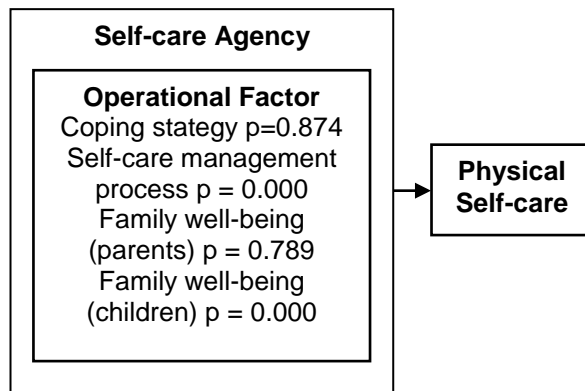 Self-care Agency
Operational Factor
Coping stategy p=0.874
Self-care management
process p = 0.000
Family well-being
(parents) p = 0.789
Family well-being
(children) p = 0.000
Physical
Self-care